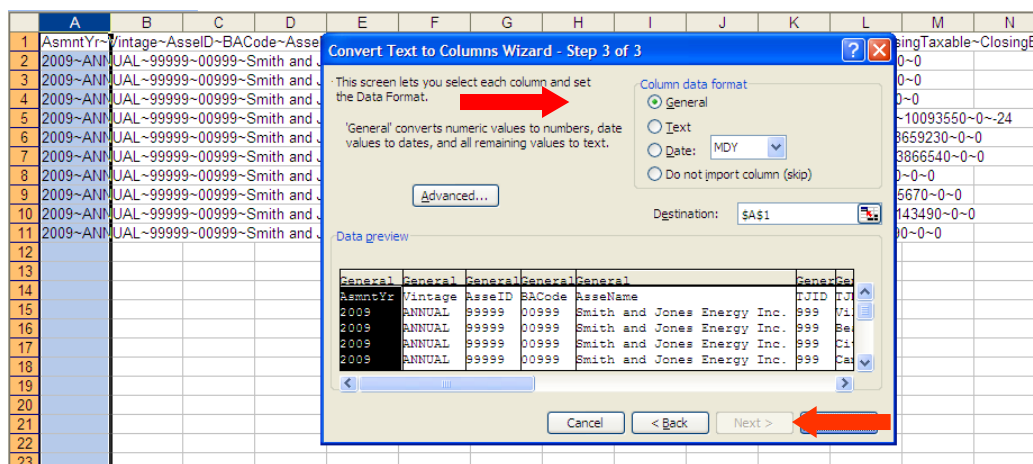 A B C D E F G H I J K L M N
1 AsmntYr~Vintage~AsseID~BACode~Asse singTaxable~ClosingE
2 2009~ANNUAL~99999~00999~Smith and J 0~0
3 2009~ANNUAL~99999~00999~Smith and J 0~0
4 2009~ANNUAL~99999~00999~Smith and J 0~0
5 2009~ANNUAL~99999~00999~Smith and J ~10093550~0~-24
6 2009~ANNUAL~99999~00999~Smith and J 3659230~0~0
7 2009~ANNUAL~99999~00999~Smith and J 3866540~0~0
8 2009~ANNUAL~99999~00999~Smith and J 0~0~0
9 2009~ANNUAL~99999~00999~Smith and J 5670~0~0
10 2009~ANNUAL~99999~00999~Smith and J 143490~0~0
11 2009~ANNUAL~99999~00999~Smith and J 90~0~0
12
13
14
15
16
17
18
19
20
21
22
23
Convert Text to Columns Wizard - Step 3 of 3
This screen lets you select each column and set
the Data Format.
'General' converts numeric values to numbers, date
values to dates, and all remaining values to text.
Advanced...
Column data format
General
Text
Date: MDY
Do not import column (skip)
Destination: $A$1
Data preview
General General General General General Gener Ger
AsmntYr Vintage AsseID BACode AsseName TJID TJ
2009 ANNUAL 99999 00999 Smith and Jones Energy Inc. 999 Vil
2009 ANNUAL 99999 00999 Smith and Jones Energy Inc. 999 Bea
2009 ANNUAL 99999 00999 Smith and Jones Energy Inc. 999 Cit
2009 ANNUAL 99999 00999 Smith and Jones Energy Inc. 999 Car
Cancel < Back Next >